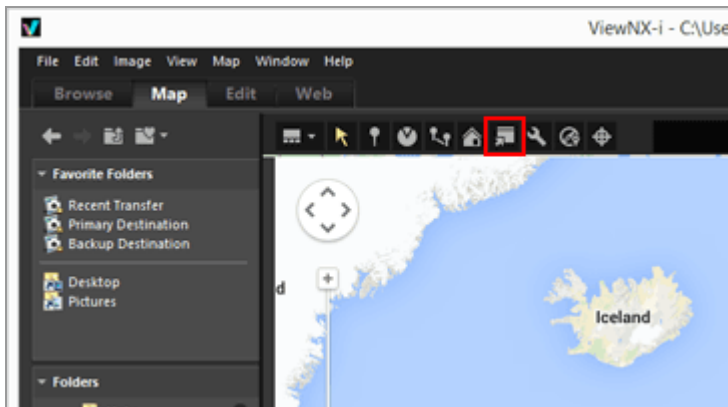 ViewNX-i - C:\Use
File Edit Image View Map Window Help
Browse Map Edit Web
Favorite Folders
Recent Transfer
Primary Destination
Backup Destination
Desktop
Pictures
Folders
d
Iceland